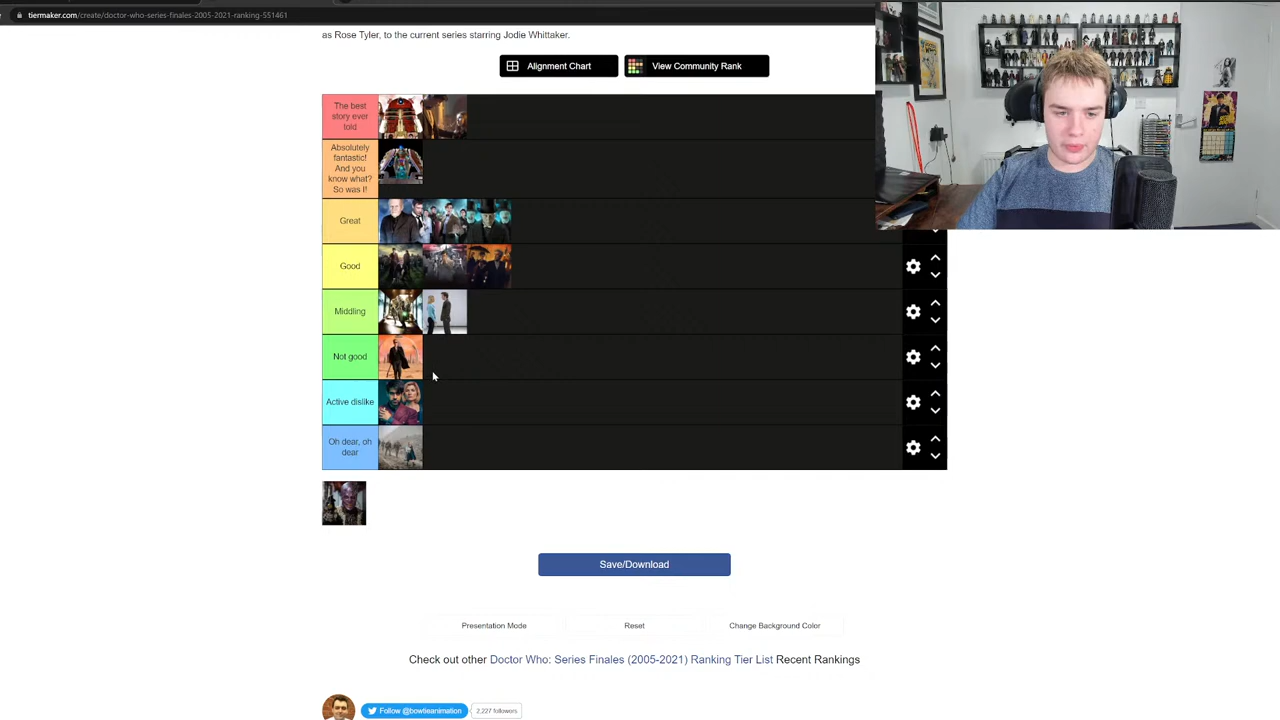 tiermaker.com/create/doctor-who-series-finales-2005-2021-ranking-551461
as Rose Tyler, to the current series starring Jodie Whittaker.
Alignment Chart
View Community Rank
The best
story ever
told
Absolutely
fantastic!
And you
know what?
So was I!
Great
Good
Middling
Not good
Active dislike
Oh dear, oh
dear
Save/Download
Presentation Mode
Reset
Change Background Color
Check out other Doctor Who: Series Finales (2005-2021) Ranking Tier List Recent Rankings
Follow @bowtieanimation
2,227 followers